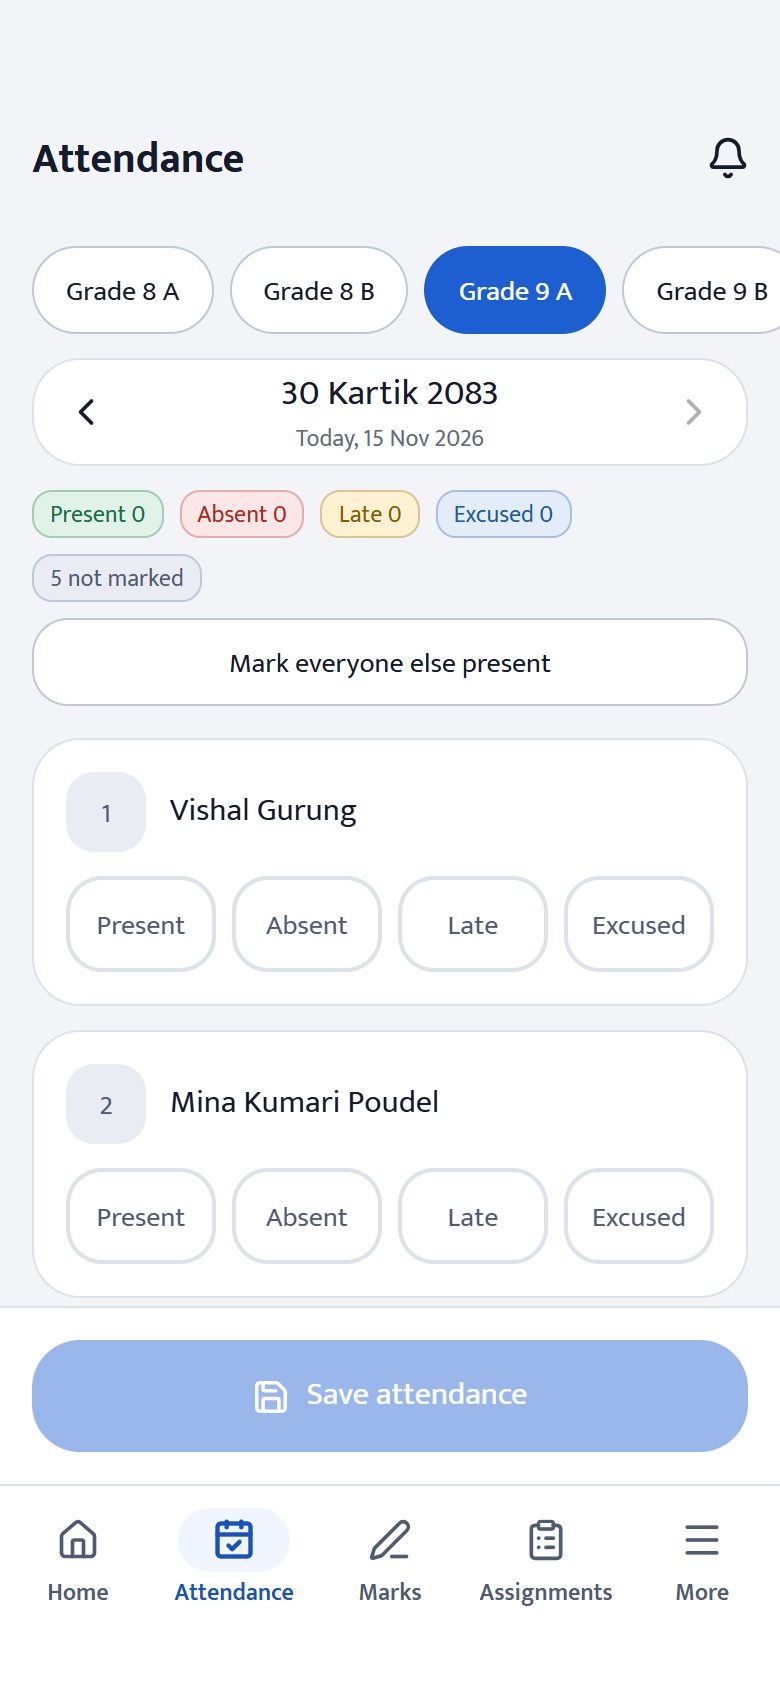 Attendance
Grade 8 A
Grade 8 B
Grade 9 A
Grade 9 B
30 Kartik 2083
Today, 15 Nov 2026
Present 0
Absent 0
Late 0
Excused 0
5 not marked
Mark everyone else present
1
Vishal Gurung
Present
Absent
Late
Excused
2
Mina Kumari Poudel
Present
Absent
Late
Excused
Save attendance
Home
Attendance
Marks
Assignments
More